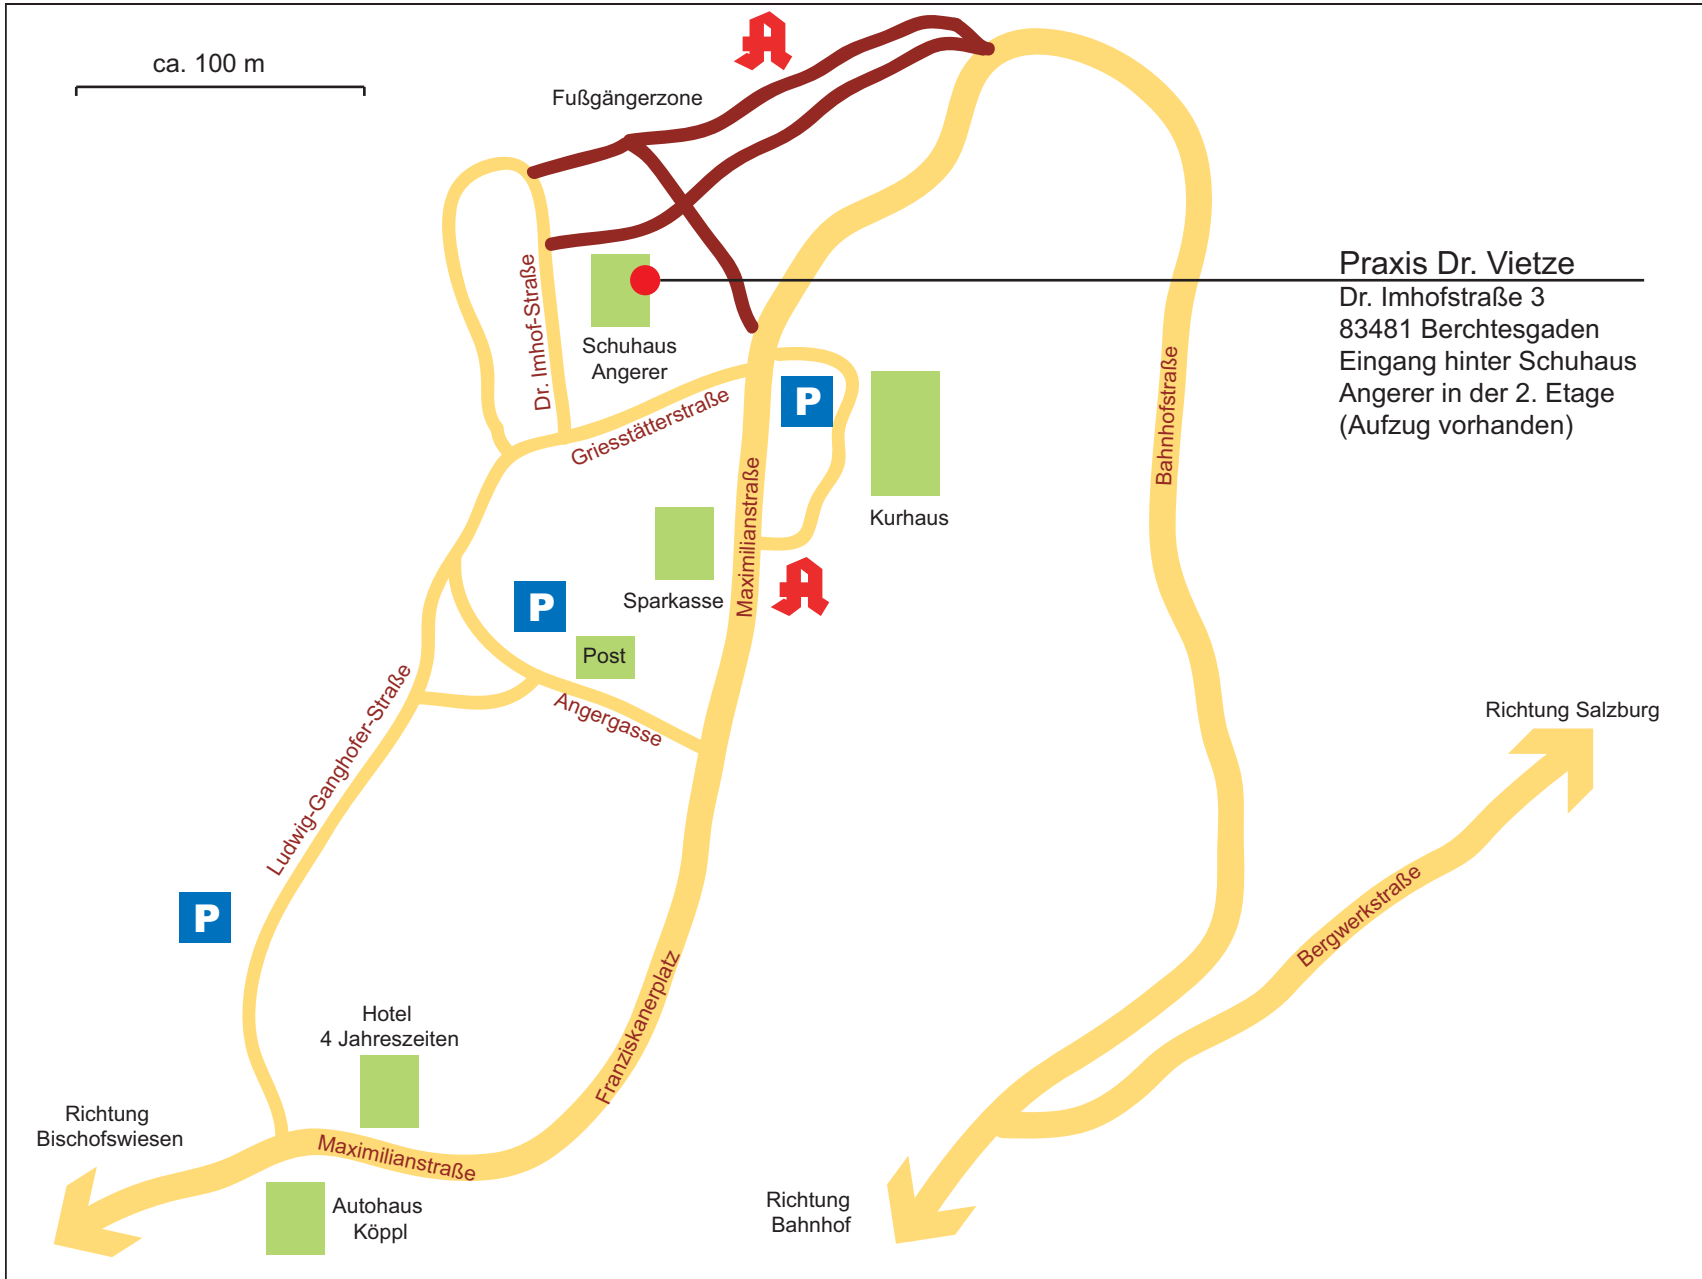 ca. 100 m
Fußgängerzone
Praxis Dr. Vietze
Dr. Imhofstraße 3
83481 Berchtesgaden
Eingang hinter Schuhaus
Angerer in der 2. Etage
(Aufzug vorhanden)
Dr. Imhof-Straße
Schuhaus
Angerer
Griesstätterstraße
P
Bahnhofstraße
Maximilianstraße
Kurhaus
Sparkasse
P
Post
Angergasse
Ludwig-Ganghofer-Straße
Richtung Salzburg
P
Bergwerkstraße
Franziskanerplatz
Hotel
4 Jahreszeiten
Richtung
Bischofswiesen
Maximilianstraße
Autohaus
Köppl
Richtung
Bahnhof